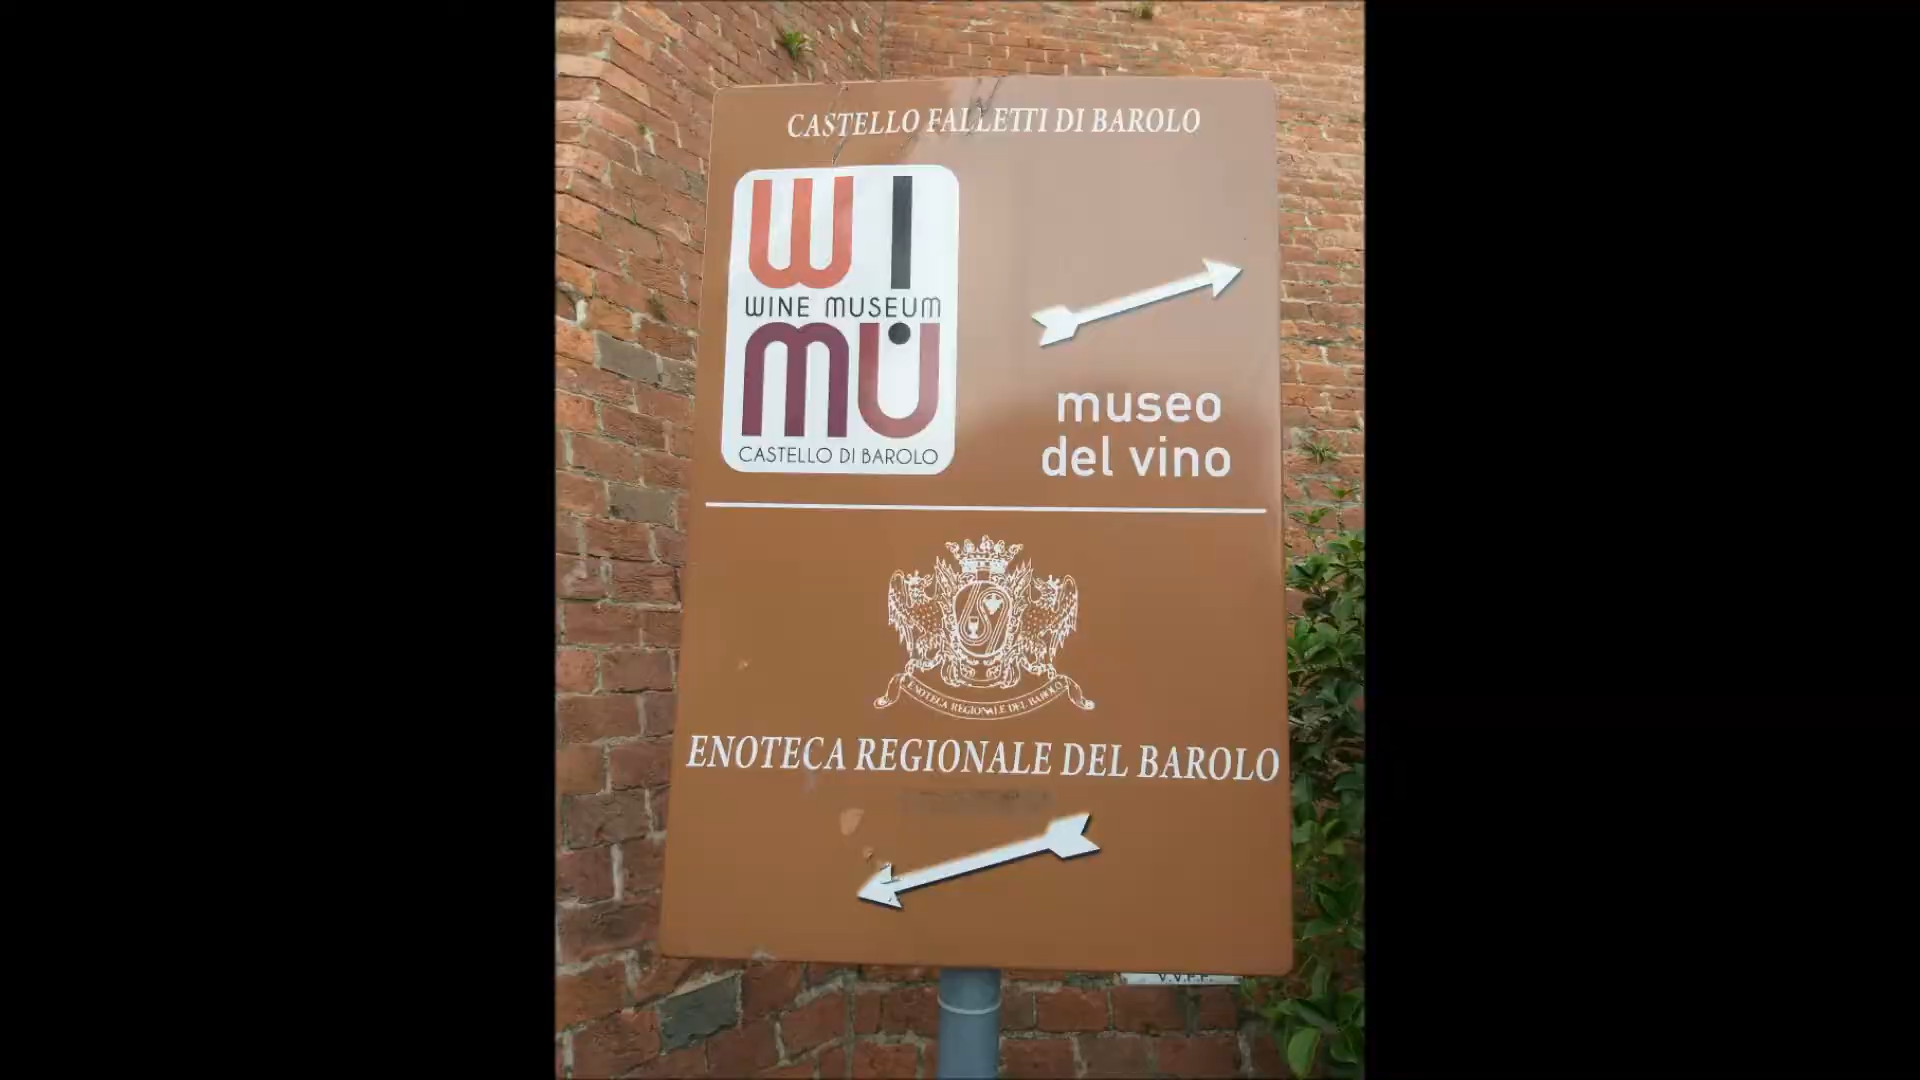 CASTELLO FALLETTI DI BAROLO
WI
WINE MUSEUM
MU
CASTELLO DI BAROLO
museo
del vino
ENOTECA REGIONALE DEL BAROLO
ENOTECA REGIONALE DEL BAROLO
V.V.F.F.